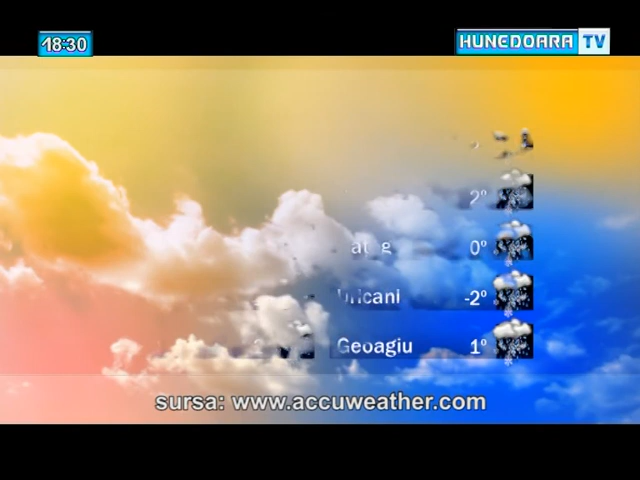 18:30
HUNEDOARA TV
2°
0°
Uricani -2°
Geoagiu 1°
sursa: www.accuweather.com